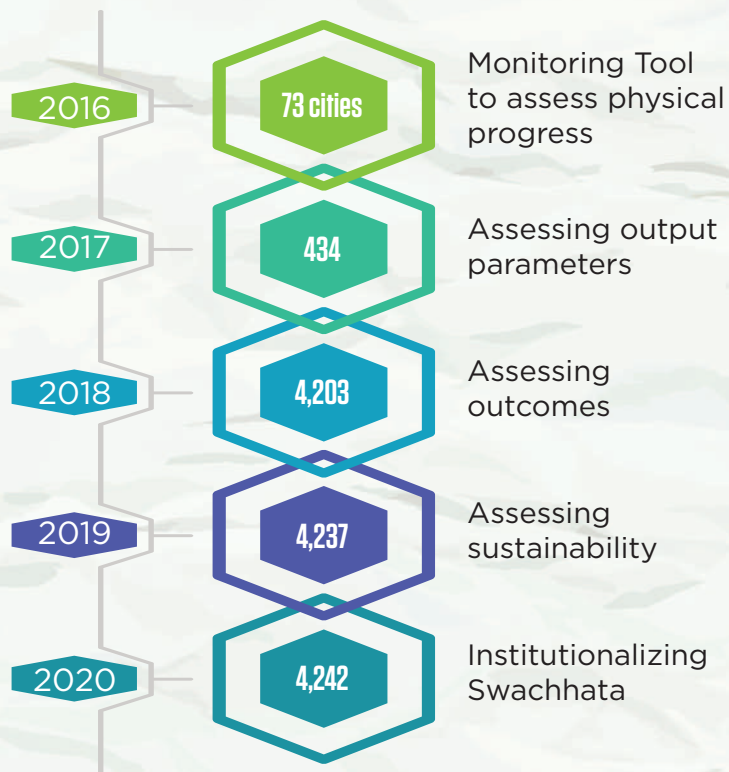 2016
73 cities
Monitoring Tool
to assess physical
progress
2017
434
Assessing output
parameters
2018
4,203
Assessing
outcomes
2019
4,237
Assessing
sustainability
2020
4,242
Institutionalizing
Swachhata